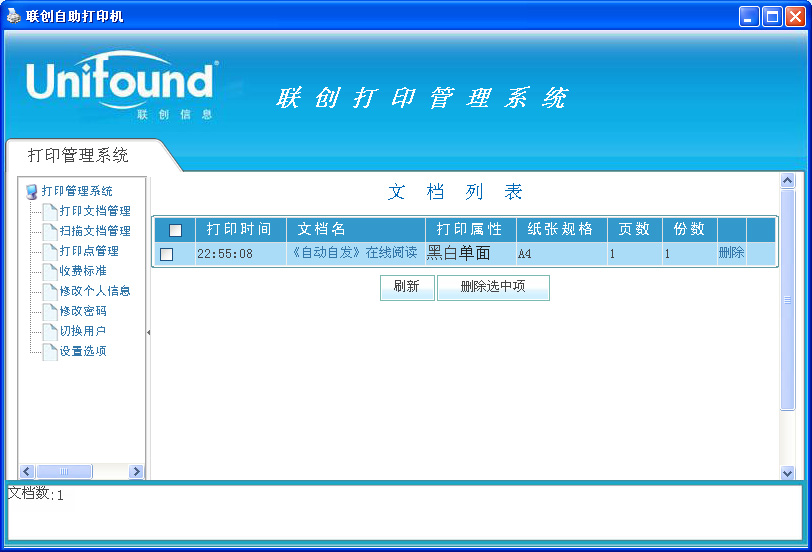 联创自助打印机
Unifound®
联创信息
联创打印管理系统
打印管理系统
打印管理系统
打印文档管理
扫描文档管理
打印点管理
收费标准
修改个人信息
修改密码
切换用户
设置选项
文档列表
打印时间 文档名 打印属性 纸张规格 页数 份数
22:55:08 《自动自发》在线阅读 黑白单面 A4 1 1 删除
刷新 删除选中项
文档数:1